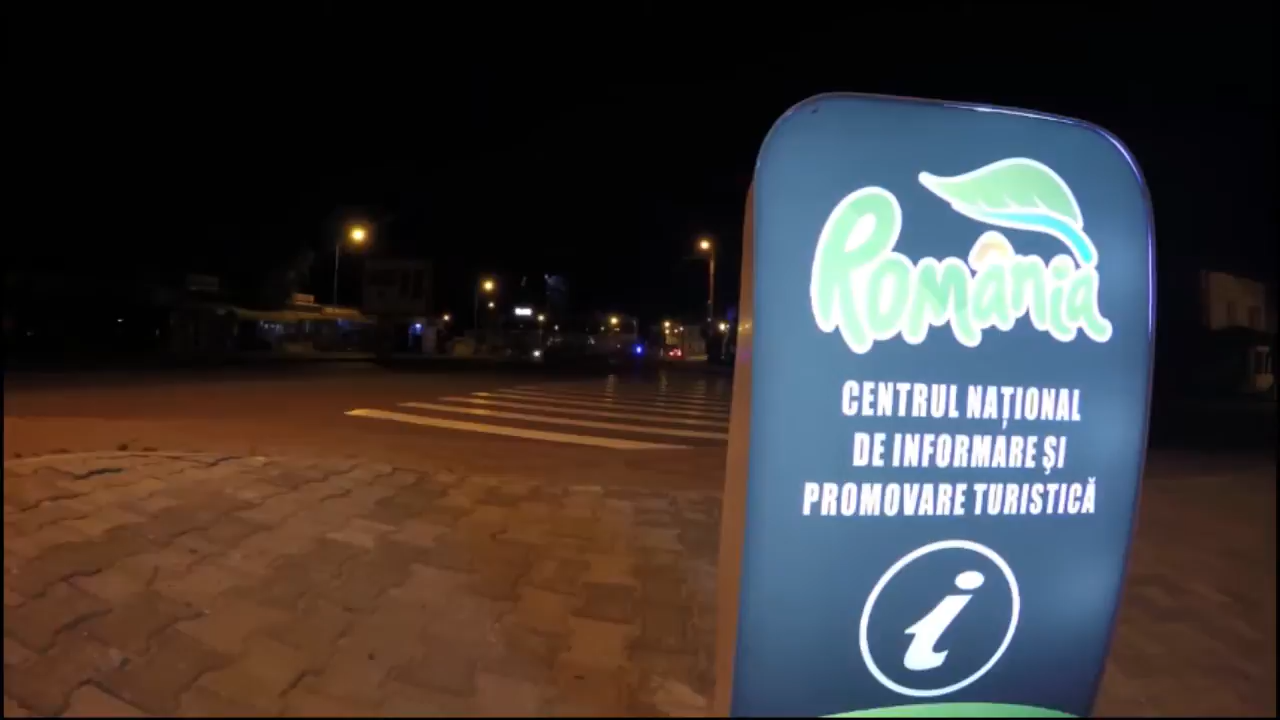 România
CENTRUL NAȚIONAL
DE INFORMARE ȘI
PROMOVARE TURISTICĂ
i